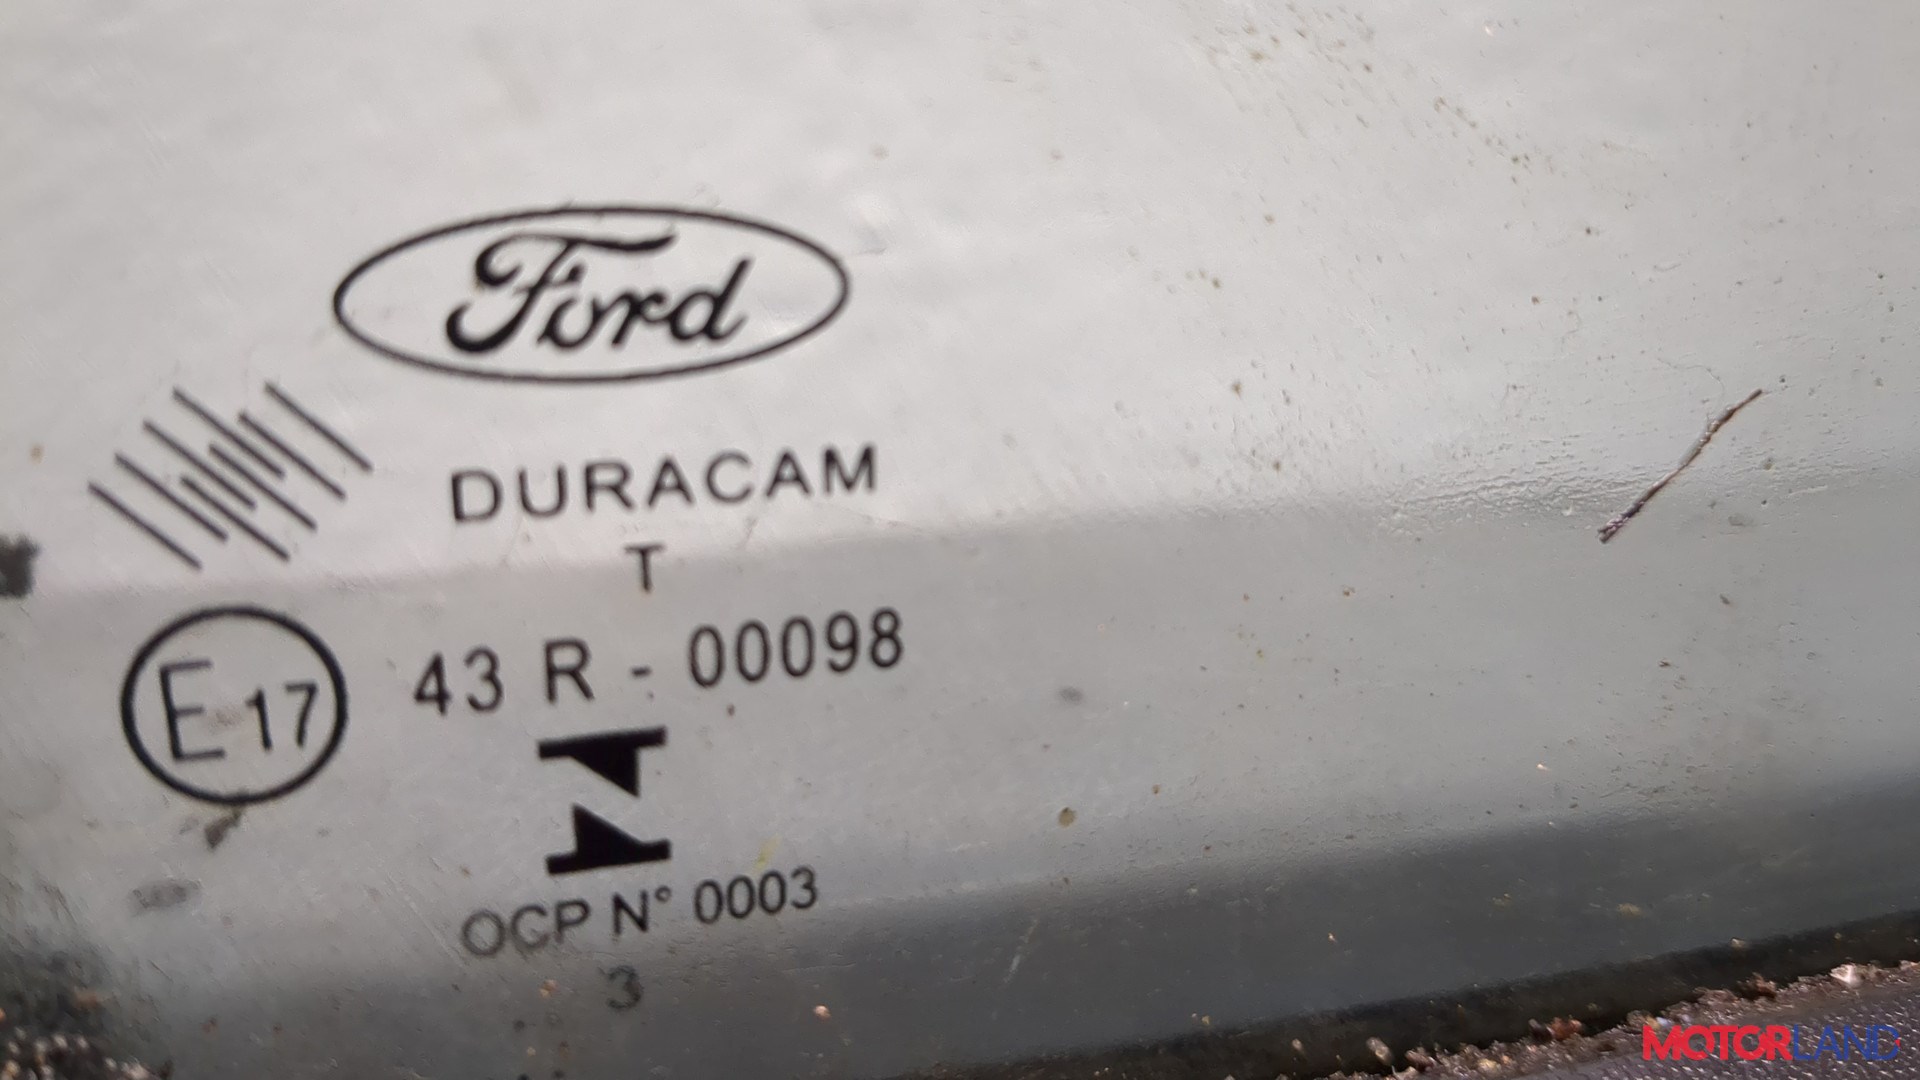 Ford
DURACAM
T
E17
43 R - 00098
OCP N° 0003
3
MOTORLAND